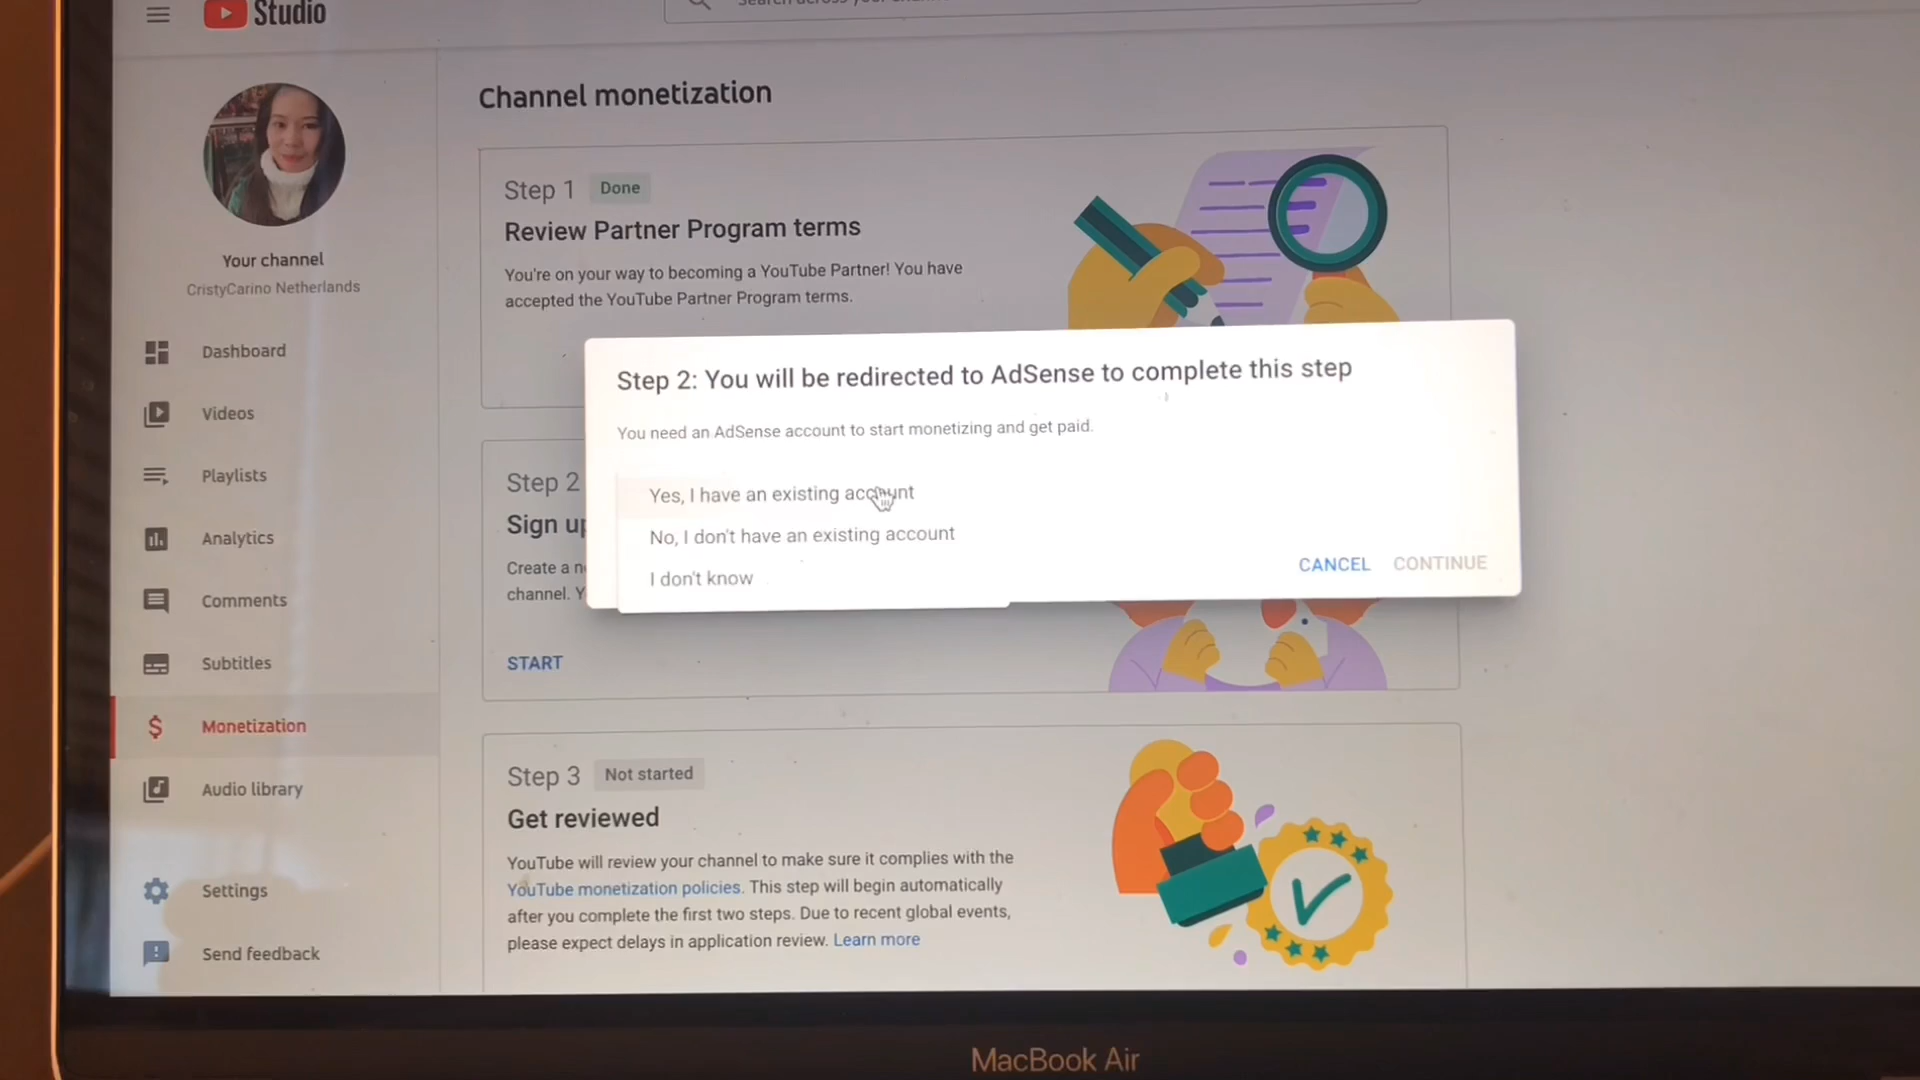 Studio
Your channel
CristyCarino Netherlands
Dashboard
Videos
Playlists
Analytics
Comments
Subtitles
Monetization
Audio library
Settings
Send feedback
Channel monetization
Step 1 Done
Review Partner Program terms
You're on your way to becoming a YouTube Partner! You have
accepted the YouTube Partner Program terms.
Step 2: You will be redirected to AdSense to complete this step
You need an AdSense account to start monetizing and get paid.
Yes, I have an existing account
No, I don't have an existing account
I don't know
CANCEL CONTINUE
Step 2
Sign up
Create a
channel.
START
Step 3 Not started
Get reviewed
YouTube will review your channel to make sure it complies with the
YouTube monetization policies. This step will begin automatically
after you complete the first two steps. Due to recent global events,
please expect delays in application review. Learn more
MacBook Air